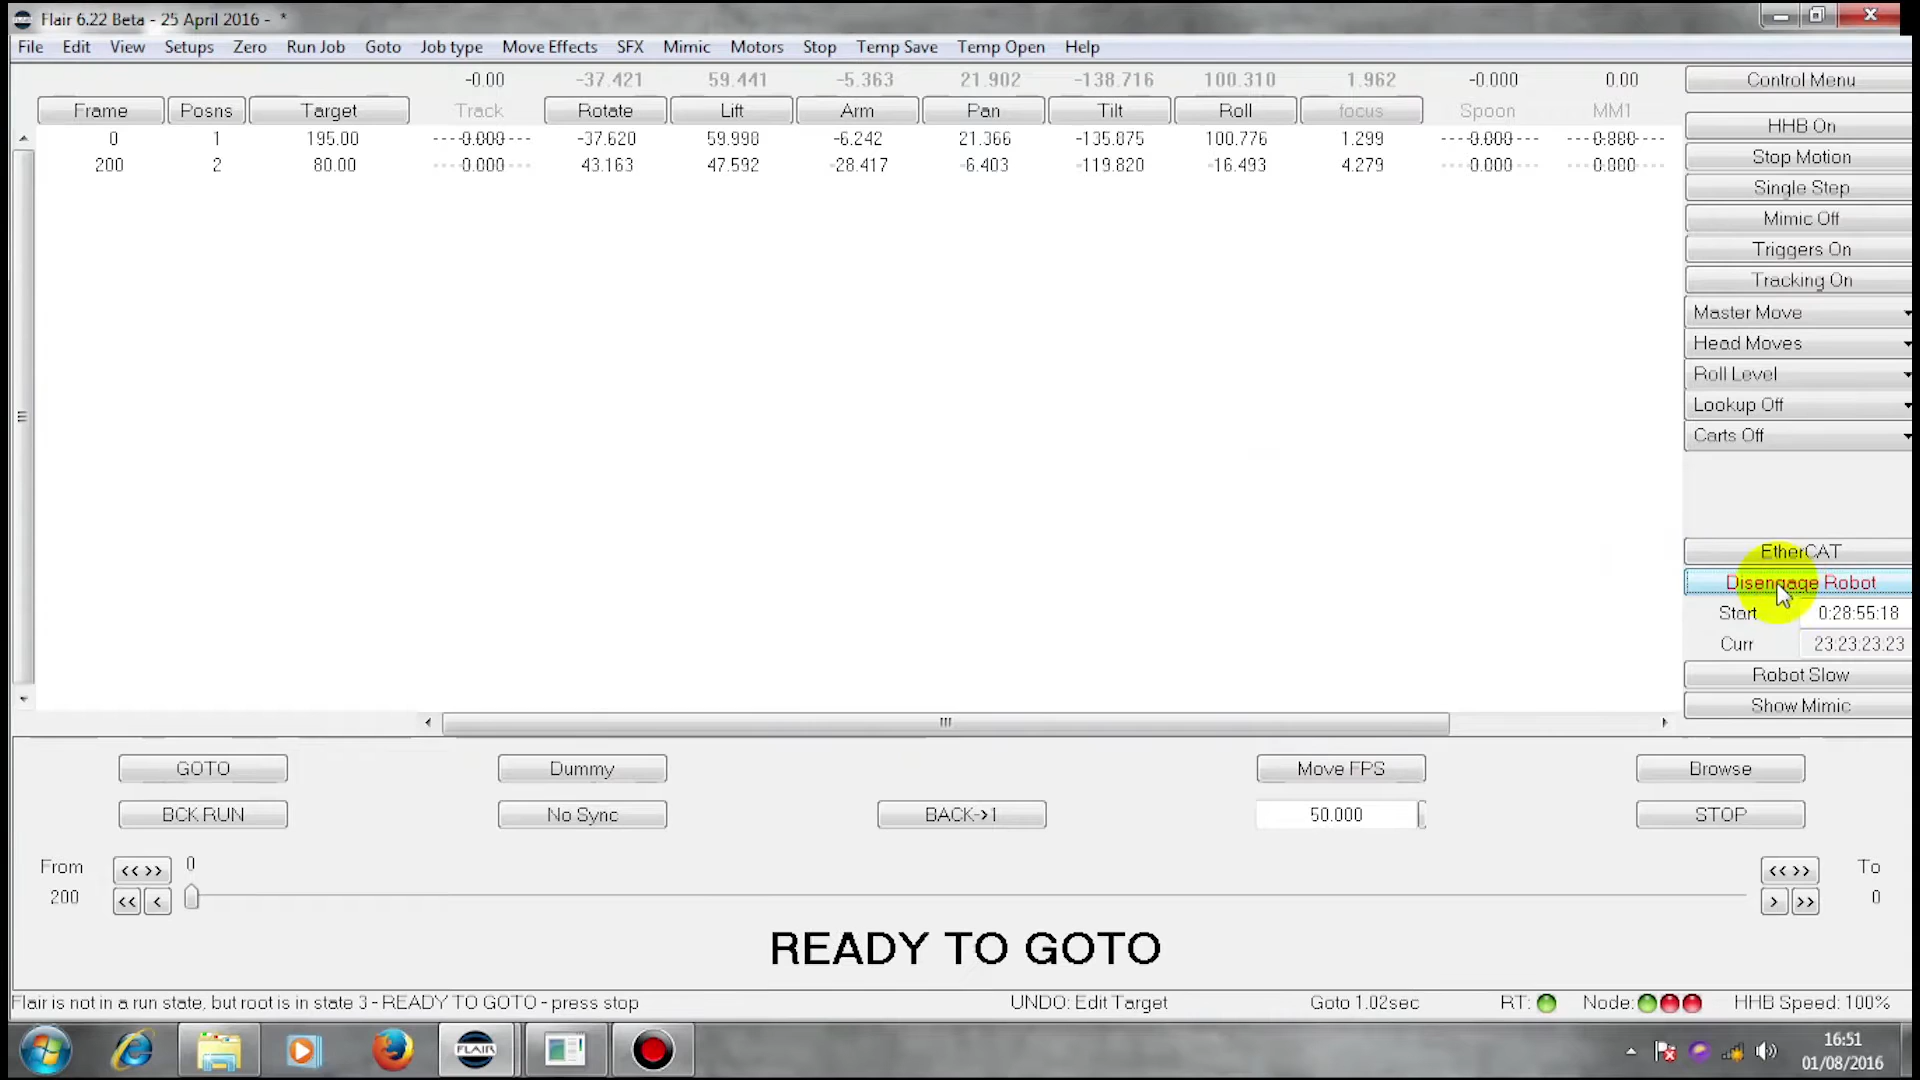 Flair 6.22 Beta - 25 April 2016 - *
File Edit View Setups Zero Run Job Goto Job type Move Effects SFX Mimic Motors Stop Temp Save Temp Open Help
-0.00 -37.421 59.441 -5.363 21.902 -138.716 100.310 1.962 -0.000 0.00
Frame Posns Target Track Rotate Lift Arm Pan Tilt Roll focus Spoon MM1
0 1 195.00 ----0.000---- -37.620 59.998 -6.242 21.366 -135.875 100.776 1.299 ----0.000---- ----0.000----
200 2 80.00 ----0.000---- 43.163 47.592 -28.417 -6.403 -119.820 -16.493 4.279 ----0.000---- ----0.000----
Control Menu
HHB On
Stop Motion
Single Step
Mimic Off
Triggers On
Tracking On
Master Move
Head Moves
Roll Level
Lookup Off
Carts Off
EtherCAT
Disengage Robot
Start 0:28:55:18
Curr 23:23:23:23
Robot Slow
Show Mimic
GOTO Dummy Move FPS Browse
BCK RUN No Sync BACK->1 50.000 STOP
From << >> 0 << >> To
200 << < > >> 0
READY TO GOTO
Flair is not in a run state, but root is in state 3 - READY TO GOTO - press stop UNDO: Edit Target Goto 1.02sec RT: Node: HHB Speed: 100%
FLAIR
16:51
01/08/2016